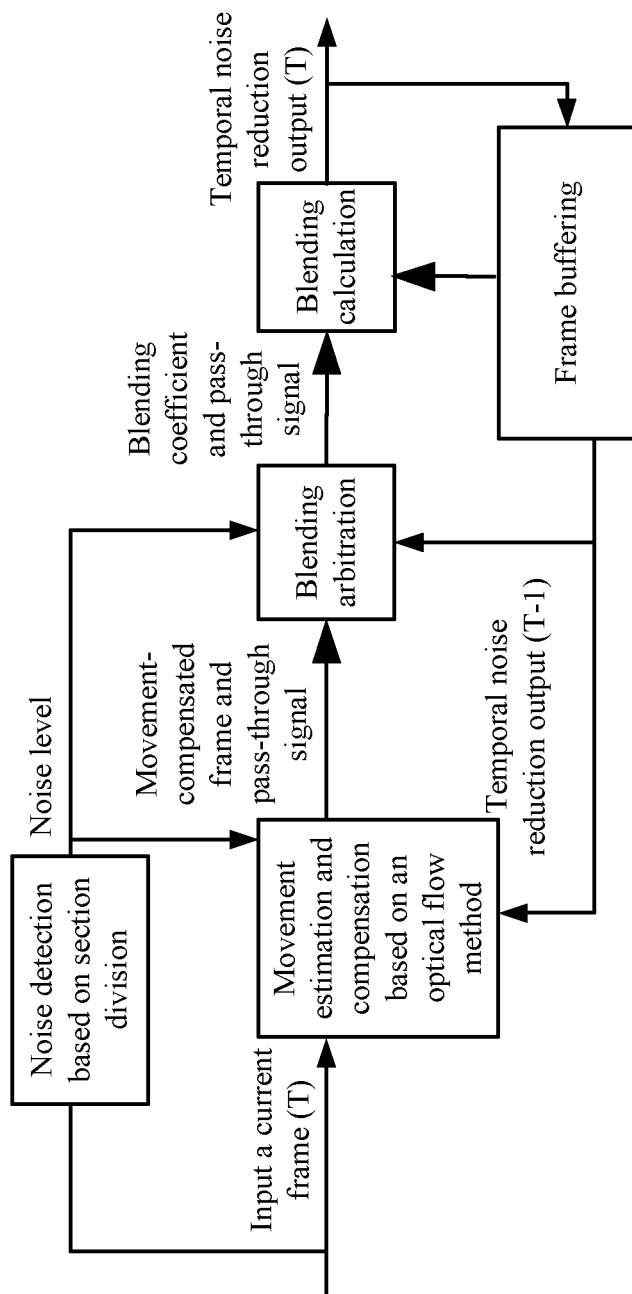 Noise detection
based on section
division
Noise level
Input a current
frame (T)
Movement
estimation and
compensation
based on an
optical flow
method
Movement-
compensated
frame and
pass-through
signal
Blending
arbitration
Blending
coefficient
and pass-
through
signal
Blending
calculation
Temporal noise
reduction
output (T)
Temporal noise
reduction output (T-1)
Frame buffering